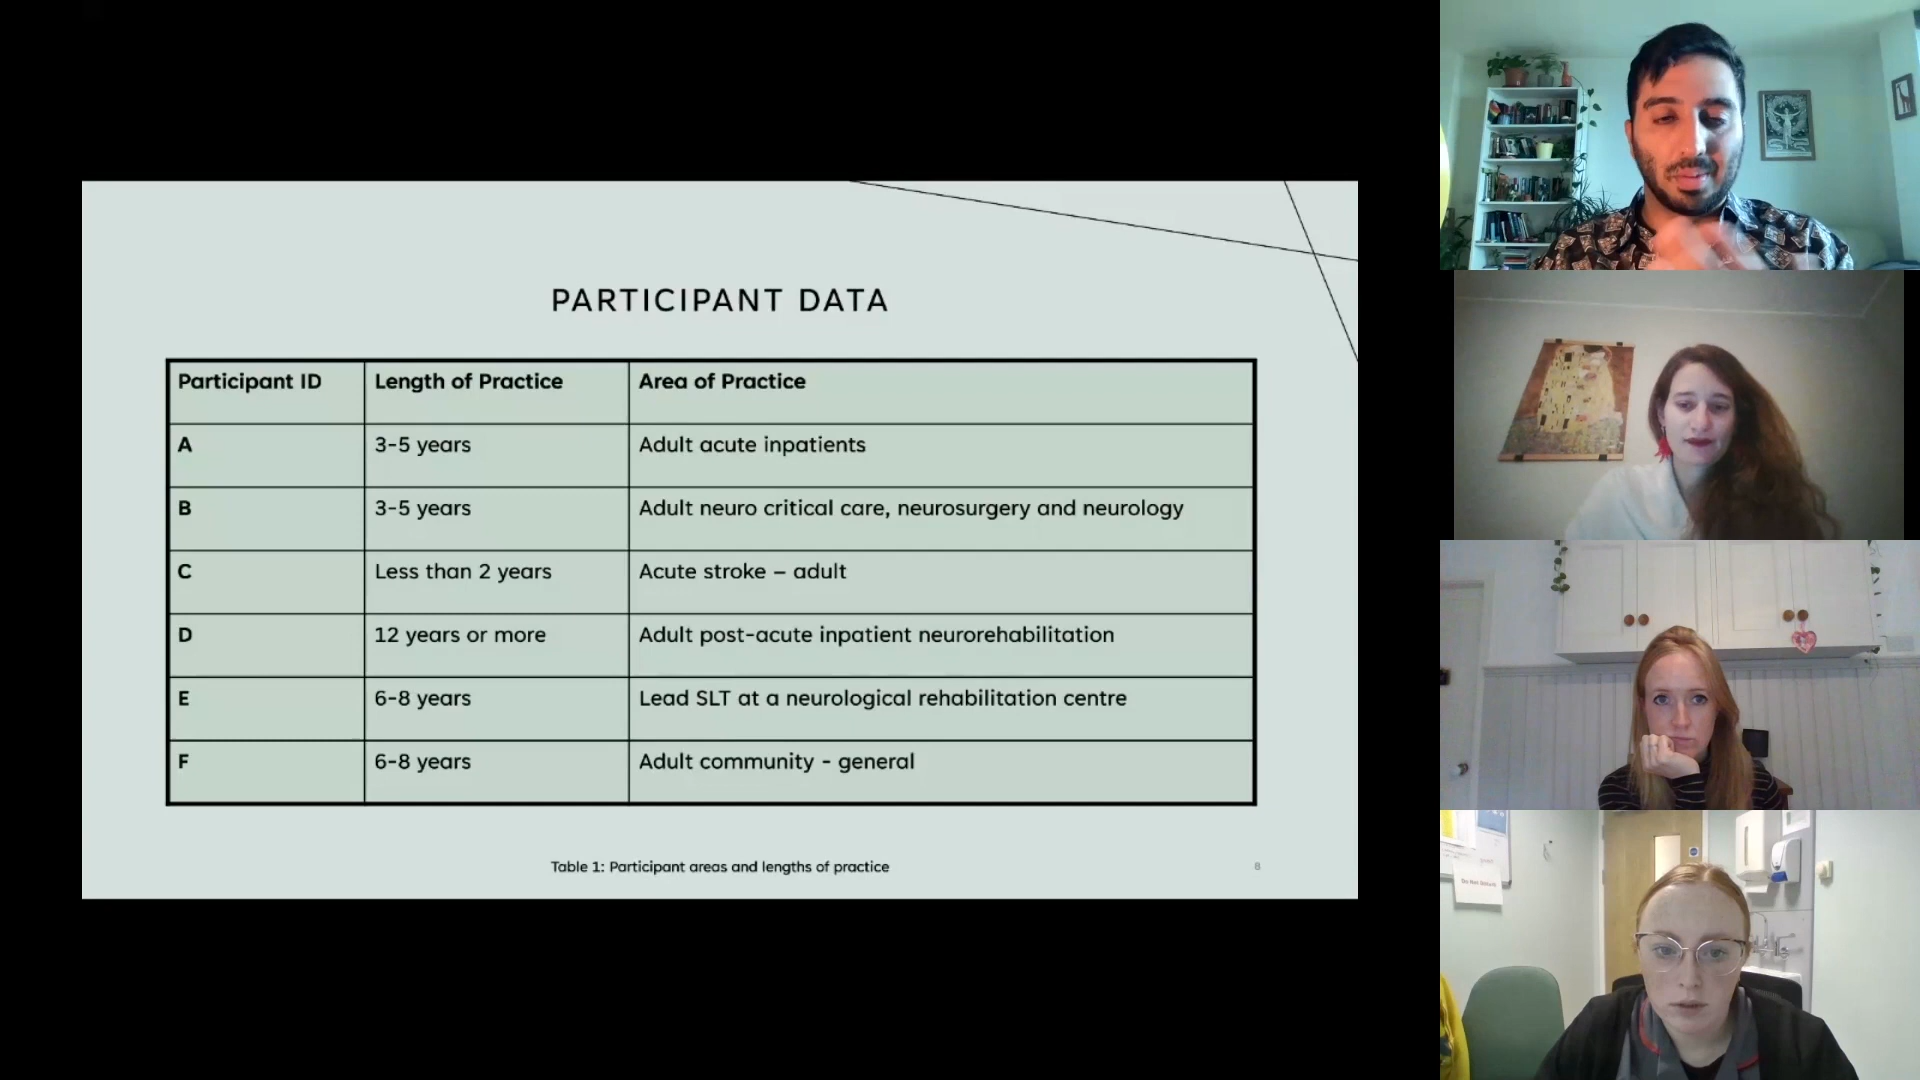 PARTICIPANT DATA
Participant ID Length of Practice Area of Practice
A 3-5 years Adult acute inpatients
B 3-5 years Adult neuro critical care, neurosurgery and neurology
C Less than 2 years Acute stroke – adult
D 12 years or more Adult post-acute inpatient neurorehabilitation
E 6-8 years Lead SLT at a neurological rehabilitation centre
F 6-8 years Adult community - general
Table 1: Participant areas and lengths of practice
8
Do Not Disturb